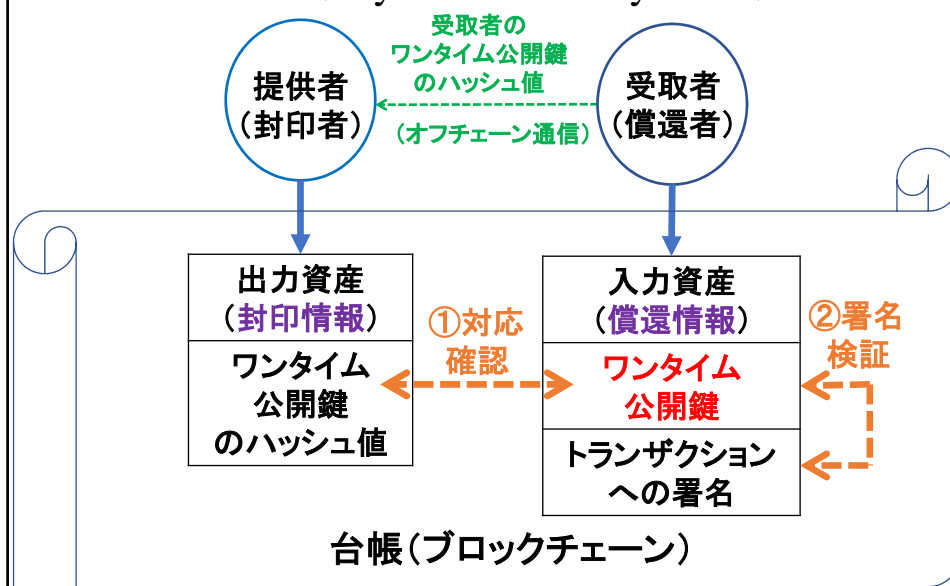 受取者の
ワンタイム公開鍵
のハッシュ値
(オフチェーン通信)
提供者
(封印者)
受取者
(償還者)
出力資産
(封印情報)
ワンタイム
公開鍵
のハッシュ値
①対応
確認
入力資産
(償還情報)
ワンタイム
公開鍵
トランザクション
への署名
②署名
検証
台帳(ブロックチェーン)